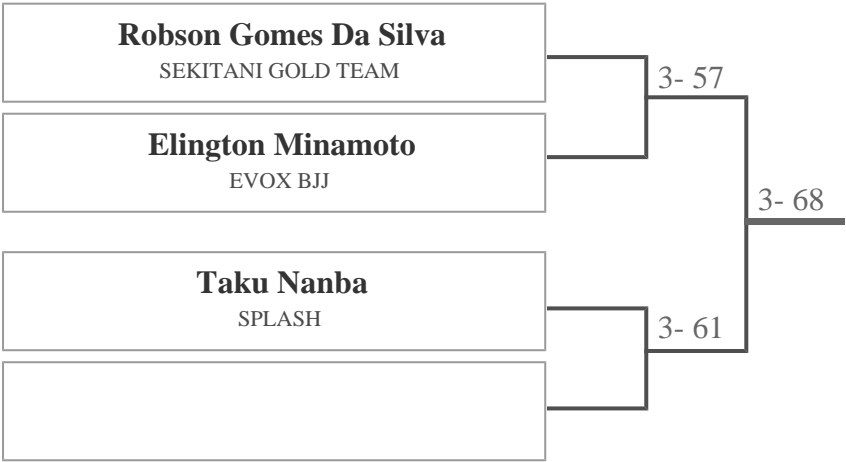 Robson Gomes Da Silva
SEKITANI GOLD TEAM
3- 57
Elington Minamoto
EVOX BJJ
3- 68
Taku Nanba
SPLASH
3- 61